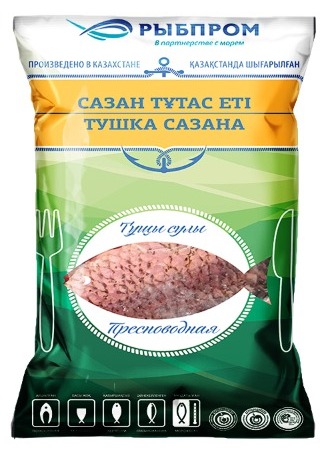 РЫБПРОМ
В партнерстве с морем
ПРОИЗВЕДЕНО В КАЗАХСТАНЕ ҚАЗАҚСТАНДА ШЫҒАРЫЛҒАН
САЗАН ТҰТАС ЕТІ
ТУШКА САЗАНА
Тұщы сулы
Пресноводная